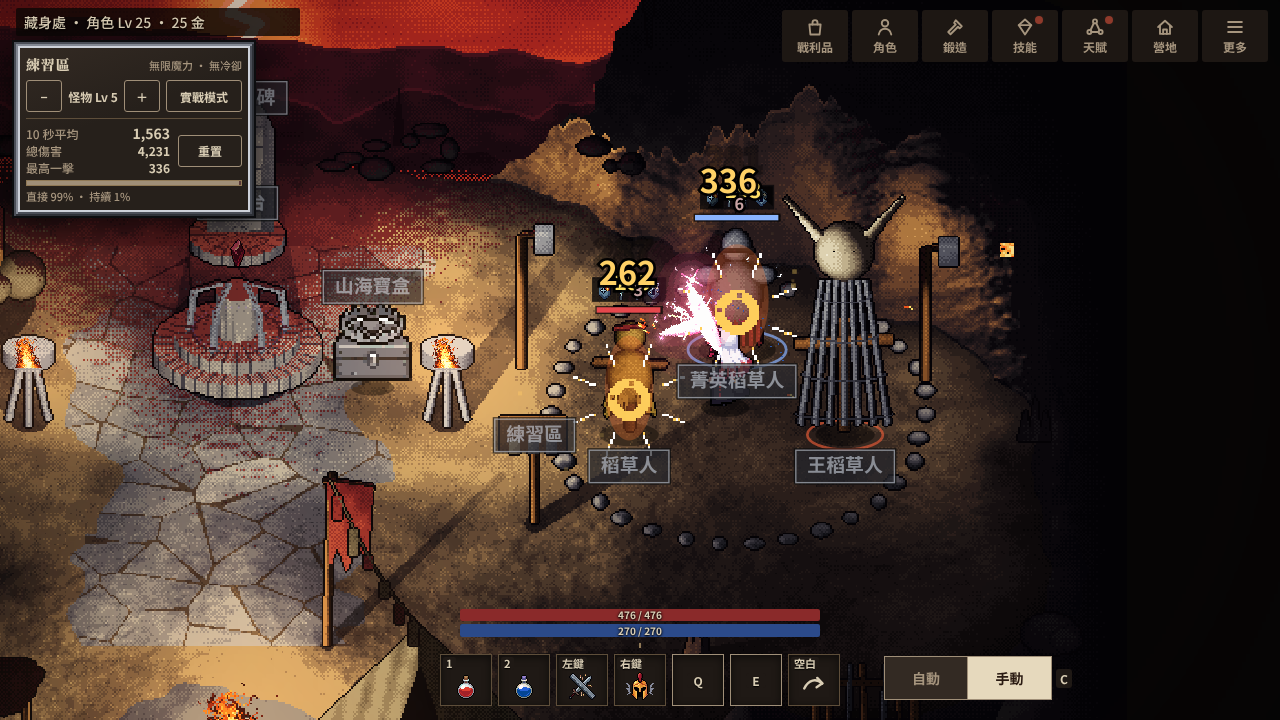 藏身處 • 角色 Lv 25 • 25 金
戰利品
角色
鍛造
技能
天賦
營地
更多
練習區
無限魔力 • 無冷卻
－
怪物 Lv 5
＋
實戰模式
10 秒平均 1,563
總傷害 4,231
最高一擊 336
重置
直接 99% • 持續 1%
碑
台
336
6
262
山海寶盒
菁英稻草人
練習區
稻草人
王稻草人
476 / 476
270 / 270
1
2
左鍵
右鍵
Q
E
空白
自動
手動
C